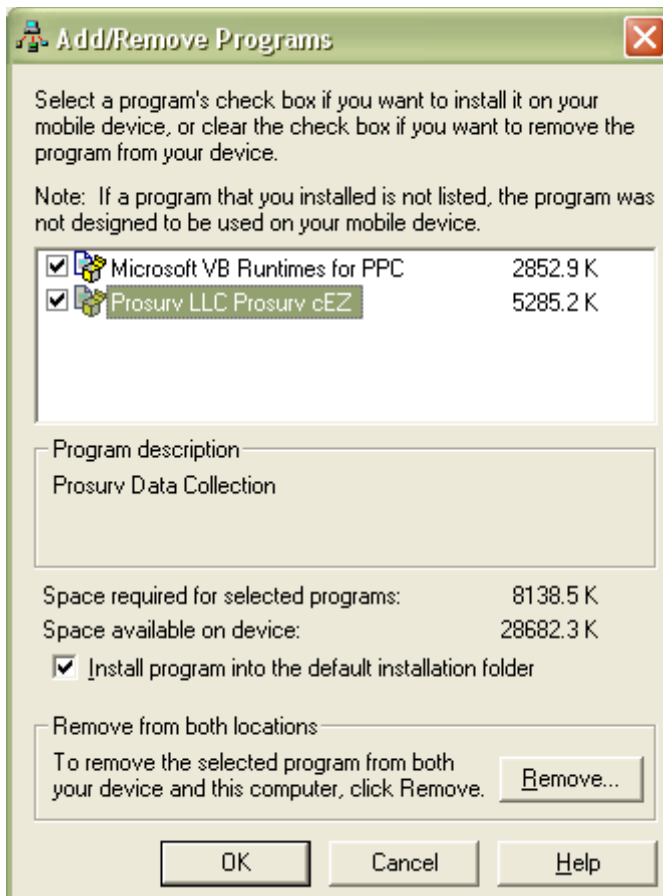 Add/Remove Programs
Select a program's check box if you want to install it on your
mobile device, or clear the check box if you want to remove the
program from your device.
Note: If a program that you installed is not listed, the program was
not designed to be used on your mobile device.
Microsoft VB Runtimes for PPC 2852.9 K
Prosurv LLC Prosurv cEZ 5285.2 K
Program description
Prosurv Data Collection
Space required for selected programs: 8138.5 K
Space available on device: 28682.3 K
Install program into the default installation folder
Remove from both locations
To remove the selected program from both
your device and this computer, click Remove.
Remove...
OK Cancel Help